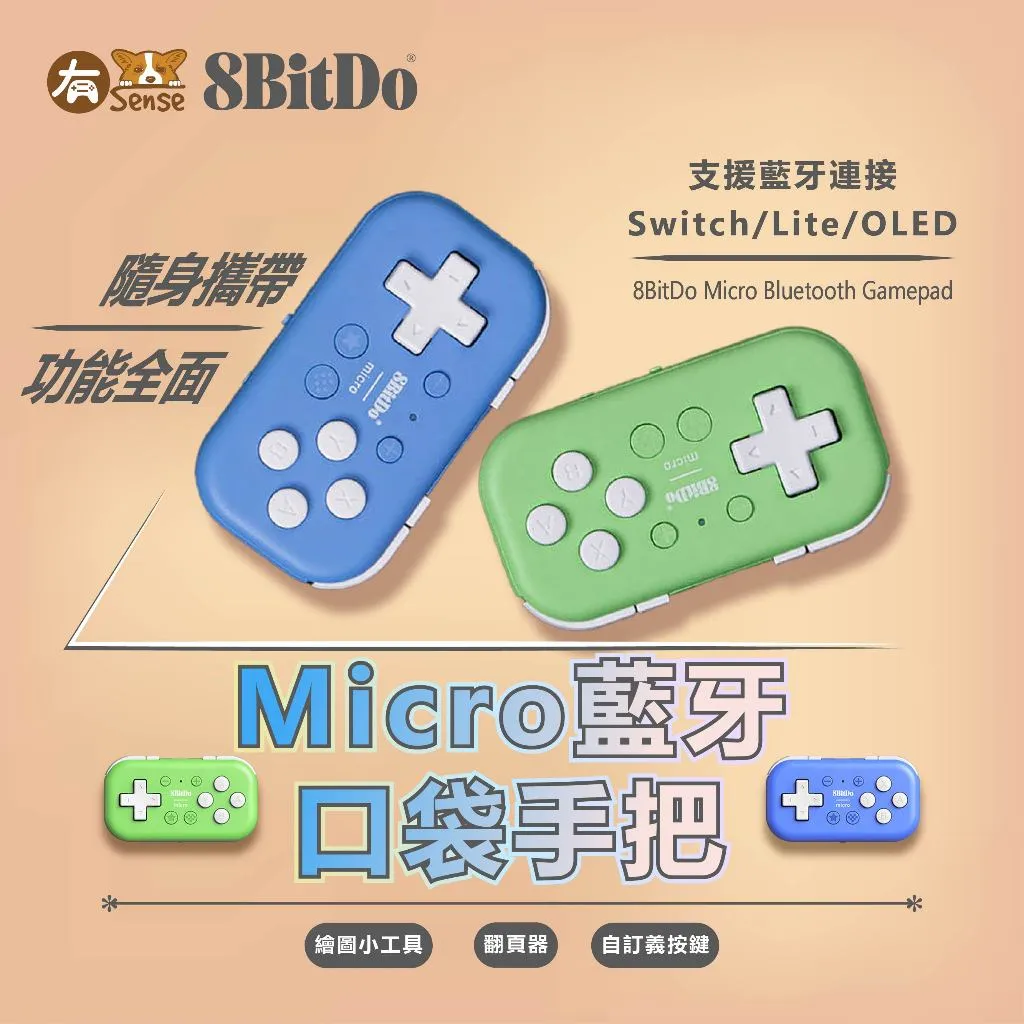 有 Sense 8BitDo®
支援藍牙連接
Switch/Lite/OLED
8BitDo Micro Bluetooth Gamepad
隨身攜帶
功能全面
8BitDo
micro
Y
B
X
A
8BitDo
micro
B
Y
A
X
Micro藍牙
口袋手把
8BitDo
micro
8BitDo
micro
繪圖小工具
翻頁器
自訂義按鍵